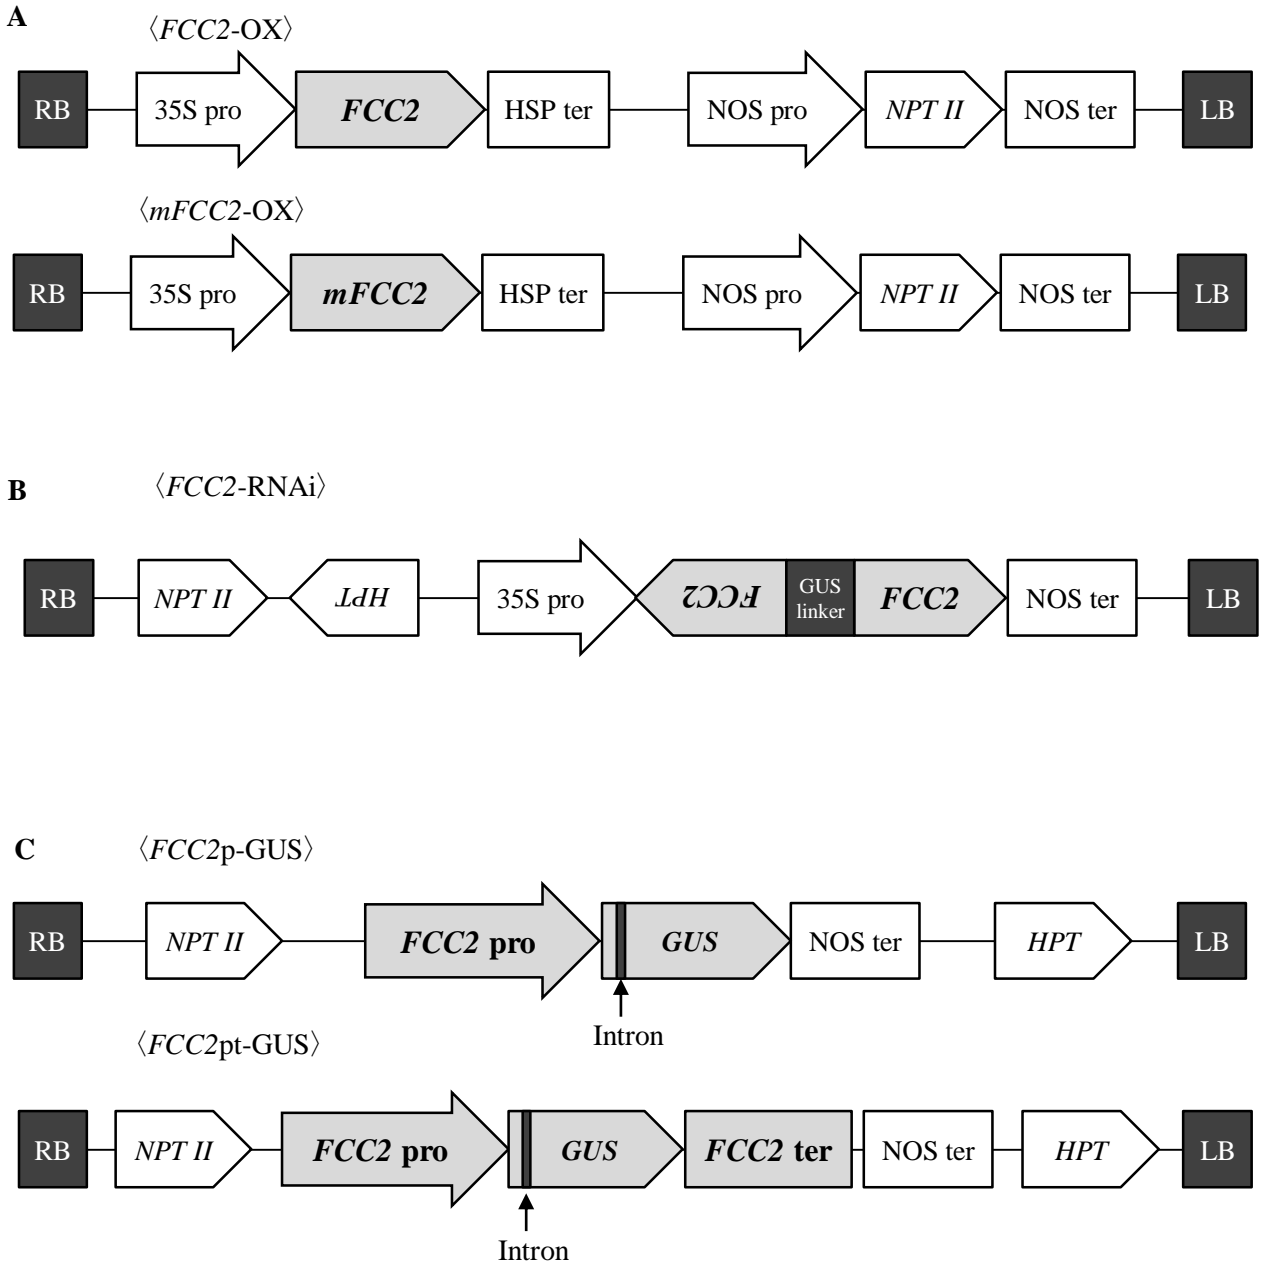 A
〈FCC2-OX〉
RB 35S pro FCC2 HSP ter NOS pro NPT II NOS ter LB
〈mFCC2-OX〉
RB 35S pro mFCC2 HSP ter NOS pro NPT II NOS ter LB
B 〈FCC2-RNAi〉
RB NPT II HPT 35S pro FCC2 GUS linker FCC2 NOS ter LB
C 〈FCC2p-GUS〉
RB NPT II FCC2 pro GUS NOS ter HPT LB
Intron
〈FCC2pt-GUS〉
RB NPT II FCC2 pro GUS FCC2 ter NOS ter HPT LB
Intron